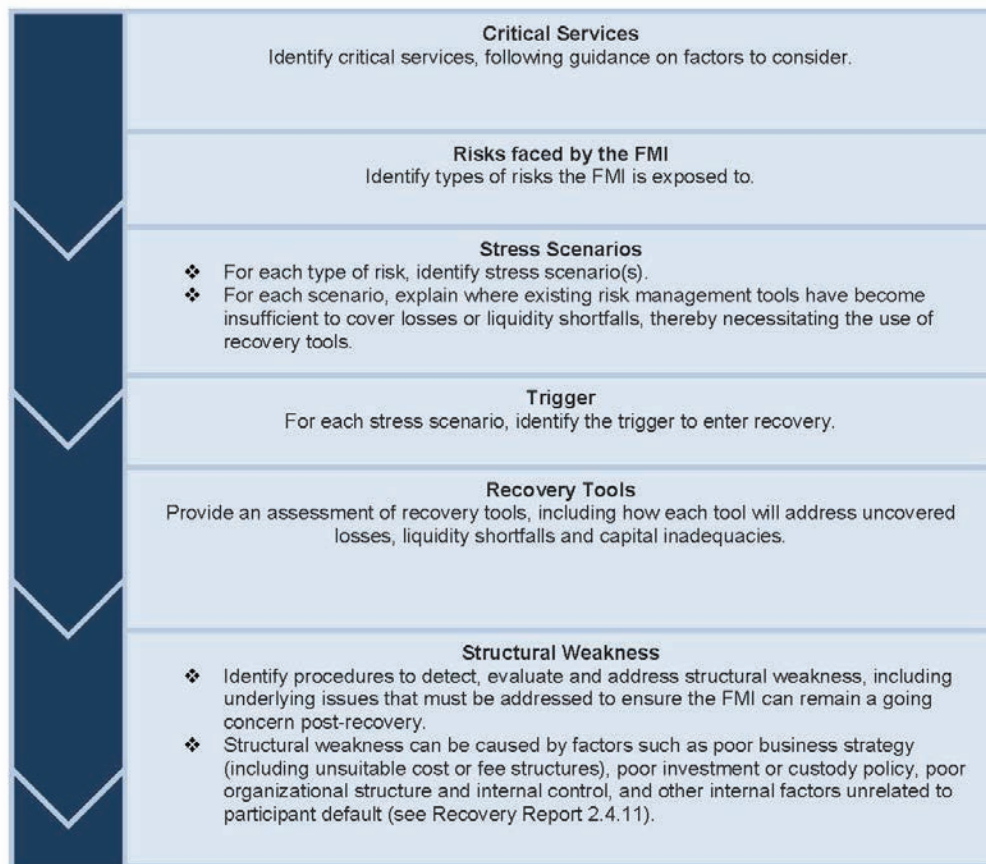 Critical Services
Identify critical services, following guidance on factors to consider.
Risks faced by the FMI
Identify types of risks the FMI is exposed to.
Stress Scenarios
❖ For each type of risk, identify stress scenario(s).
❖ For each scenario, explain where existing risk management tools have become
insufficient to cover losses or liquidity shortfalls, thereby necessitating the use of
recovery tools.
Trigger
For each stress scenario, identify the trigger to enter recovery.
Recovery Tools
Provide an assessment of recovery tools, including how each tool will address uncovered
losses, liquidity shortfalls and capital inadequacies.
Structural Weakness
❖ Identify procedures to detect, evaluate and address structural weakness, including
underlying issues that must be addressed to ensure the FMI can remain a going
concern post-recovery.
❖ Structural weakness can be caused by factors such as poor business strategy
(including unsuitable cost or fee structures), poor investment or custody policy, poor
organizational structure and internal control, and other internal factors unrelated to
participant default (see Recovery Report 2.4.11).